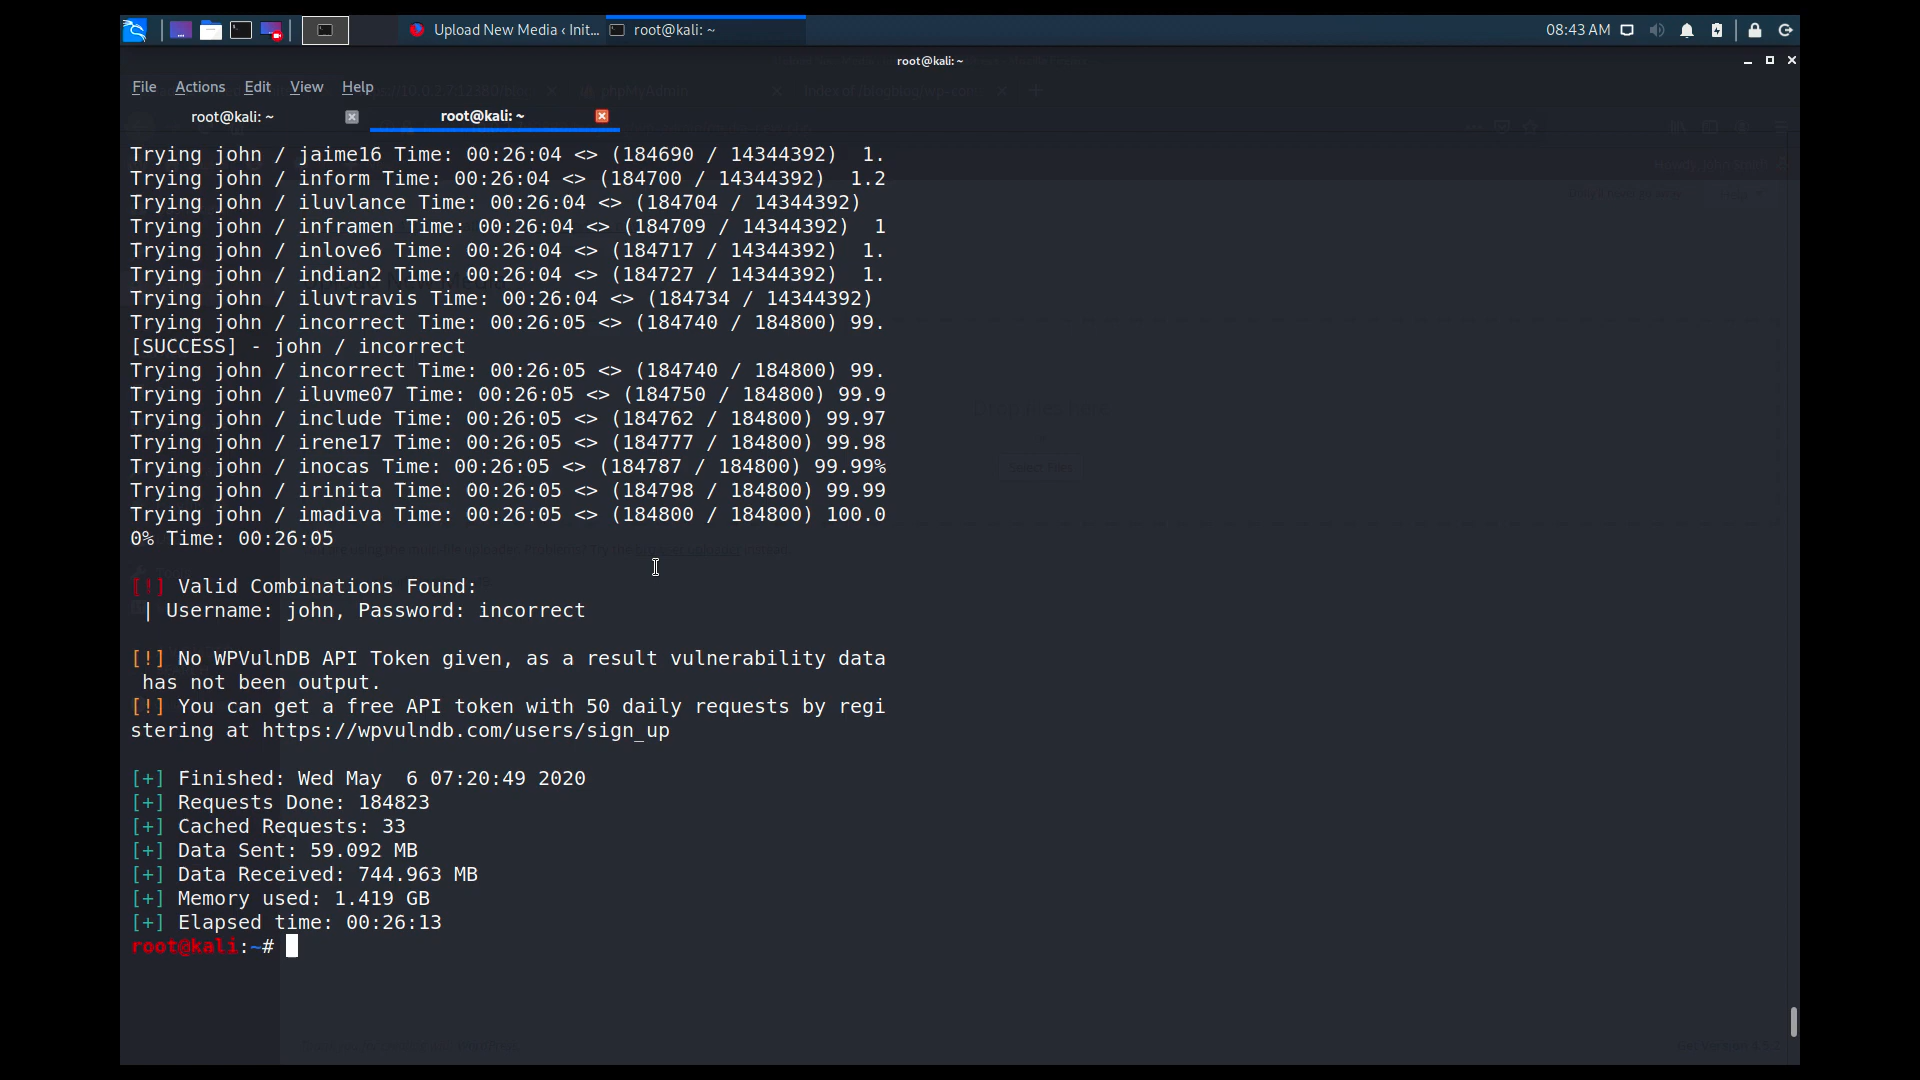 Upload New Media ‹ Init...
root@kali: ~
08:43 AM
root@kali: ~
File Actions Edit View Help
root@kali: ~
root@kali: ~
Trying john / jaime16 Time: 00:26:04 <> (184690 / 14344392)  1.
Trying john / inform Time: 00:26:04 <> (184700 / 14344392)  1.2
Trying john / iluvlance Time: 00:26:04 <> (184704 / 14344392)
Trying john / inframen Time: 00:26:04 <> (184709 / 14344392)  1
Trying john / inlove6 Time: 00:26:04 <> (184717 / 14344392)  1.
Trying john / indian2 Time: 00:26:04 <> (184727 / 14344392)  1.
Trying john / iluvtravis Time: 00:26:04 <> (184734 / 14344392)
Trying john / incorrect Time: 00:26:05 <> (184740 / 184800) 99.
[SUCCESS] - john / incorrect
Trying john / incorrect Time: 00:26:05 <> (184740 / 184800) 99.
Trying john / iluvme07 Time: 00:26:05 <> (184750 / 184800) 99.9
Trying john / include Time: 00:26:05 <> (184762 / 184800) 99.97
Trying john / irene17 Time: 00:26:05 <> (184777 / 184800) 99.98
Trying john / inocas Time: 00:26:05 <> (184787 / 184800) 99.99%
Trying john / irinita Time: 00:26:05 <> (184798 / 184800) 99.99
Trying john / imadiva Time: 00:26:05 <> (184800 / 184800) 100.0
0% Time: 00:26:05
[!] Valid Combinations Found:
| Username: john, Password: incorrect
[!] No WPVulnDB API Token given, as a result vulnerability data
has not been output.
[!] You can get a free API token with 50 daily requests by regi
stering at https://wpvulndb.com/users/sign_up
[+] Finished: Wed May  6 07:20:49 2020
[+] Requests Done: 184823
[+] Cached Requests: 33
[+] Data Sent: 59.092 MB
[+] Data Received: 744.963 MB
[+] Memory used: 1.419 GB
[+] Elapsed time: 00:26:13
root@kali:~#